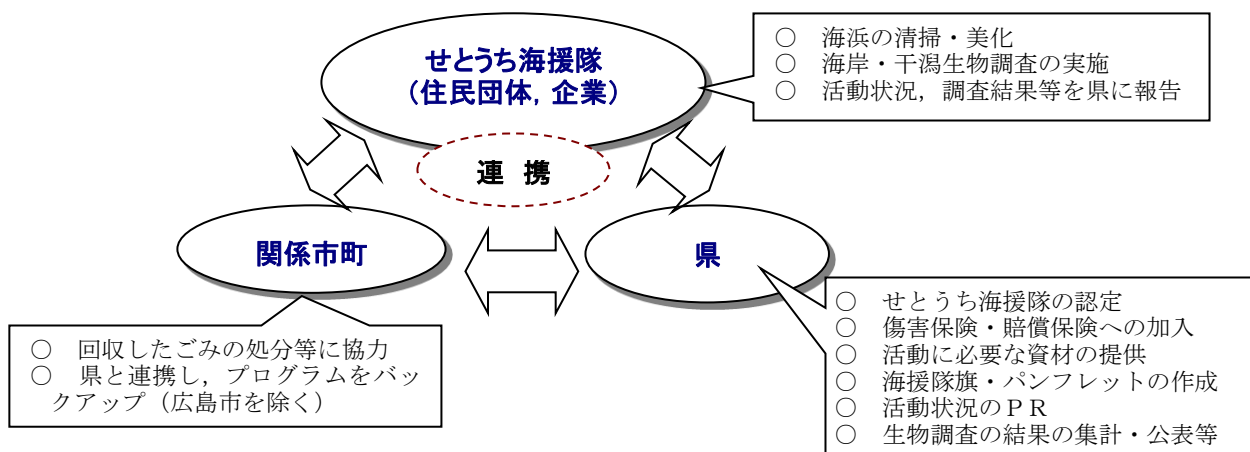 せとうち海援隊
（住民団体，企業）
○　海浜の清掃・美化
○　海岸・干潟生物調査の実施
○　活動状況，調査結果等を県に報告
連 携
関係市町
県
○　回収したごみの処分等に協力
○　県と連携し，プログラムをバッ
クアップ（広島市を除く）
○　せとうち海援隊の認定
○　傷害保険・賠償保険への加入
○　活動に必要な資材の提供
○　海援隊旗・パンフレットの作成
○　活動状況のＰＲ
○　生物調査の結果の集計・公表等